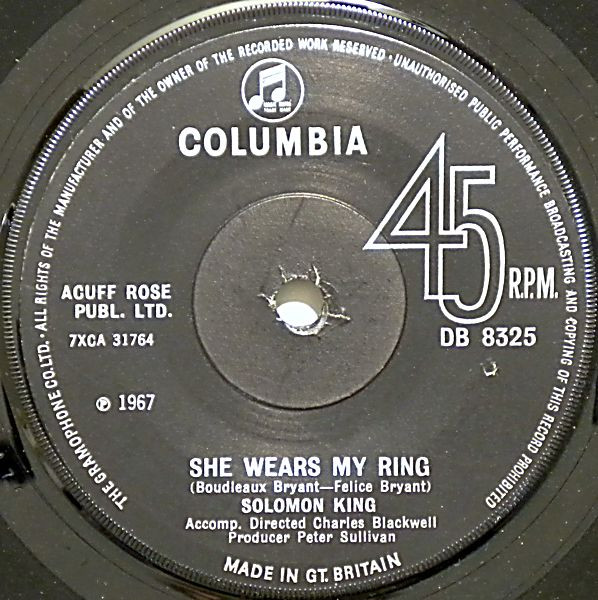 THE GRAMOPHONE CO. LTD. · ALL RIGHTS OF THE MANUFACTURER AND OF THE OWNER OF THE RECORDED WORK RESERVED · UNAUTHORISED PUBLIC PERFORMANCE BROADCASTING AND COPYING OF THIS RECORD PROHIBITED
COLUMBIA
45 R.P.M.
ACUFF ROSE
PUBL. LTD.
7XCA 31764
DB 8325
℗ 1967
SHE WEARS MY RING
(Boudleaux Bryant—Felice Bryant)
SOLOMON KING
Accomp. Directed Charles Blackwell
Producer Peter Sullivan
MADE IN GT. BRITAIN